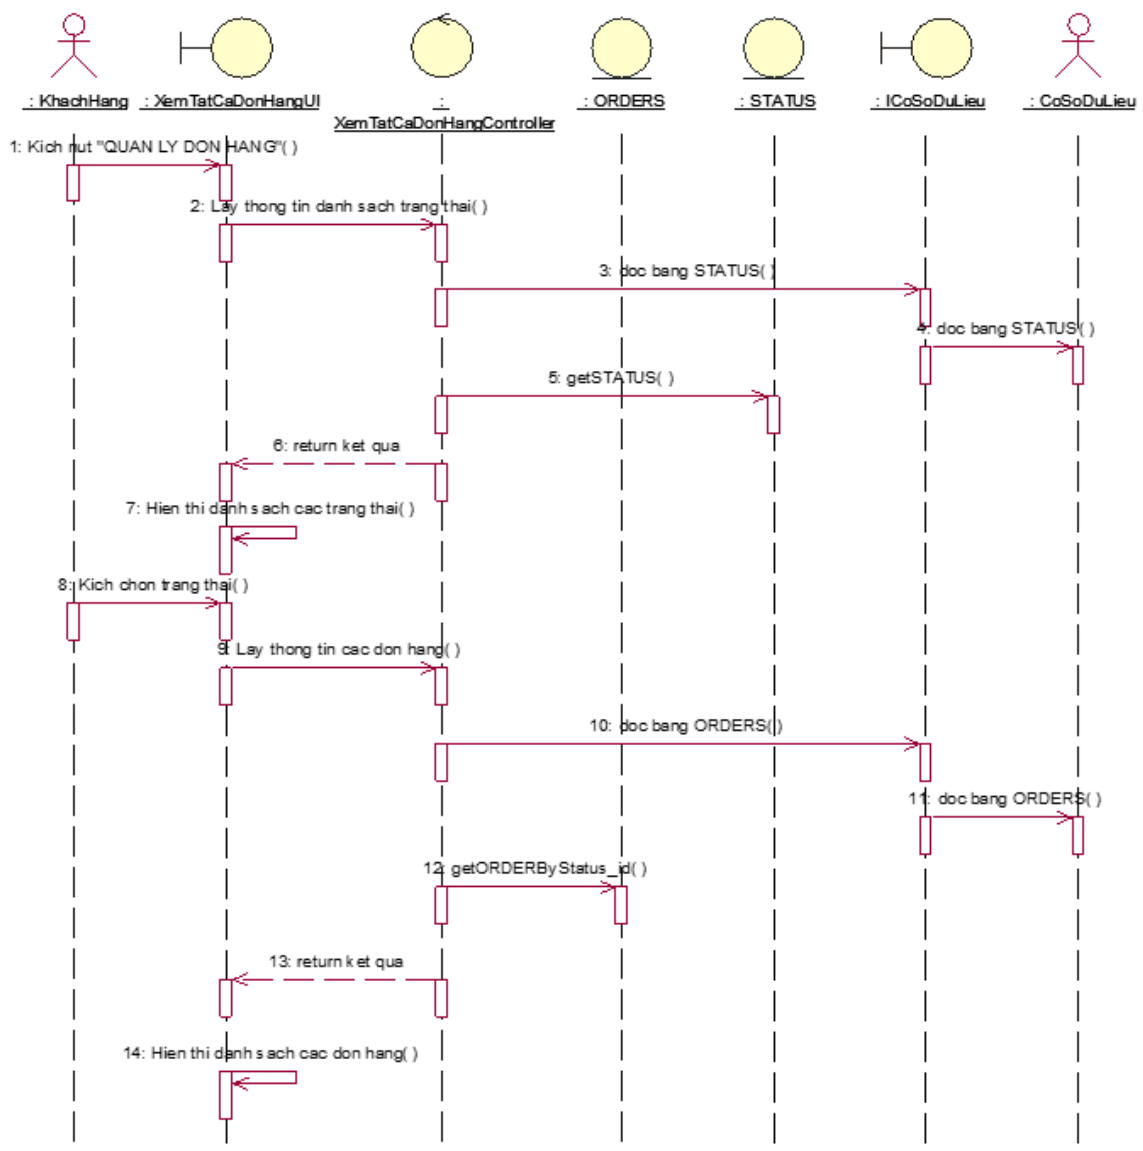 : KhachHang
: XemTatCaDonHangUI
:
XemTatCaDonHangController
: ORDERS
: STATUS
: ICoSoDuLieu
: CoSoDuLieu
1: Kich nut "QUAN LY DON HANG"( )
2: Lay thong tin danh sach trang thai( )
3: doc bang STATUS( )
4: doc bang STATUS( )
5: getSTATUS( )
6: return ket qua
7: Hien thi danh sach cac trang thai( )
8: Kich chon trang thai( )
9: Lay thong tin cac don hang( )
10: doc bang ORDERS( )
11: doc bang ORDERS( )
12: getORDERByStatus_id( )
13: return ket qua
14: Hien thi danh sach cac don hang( )